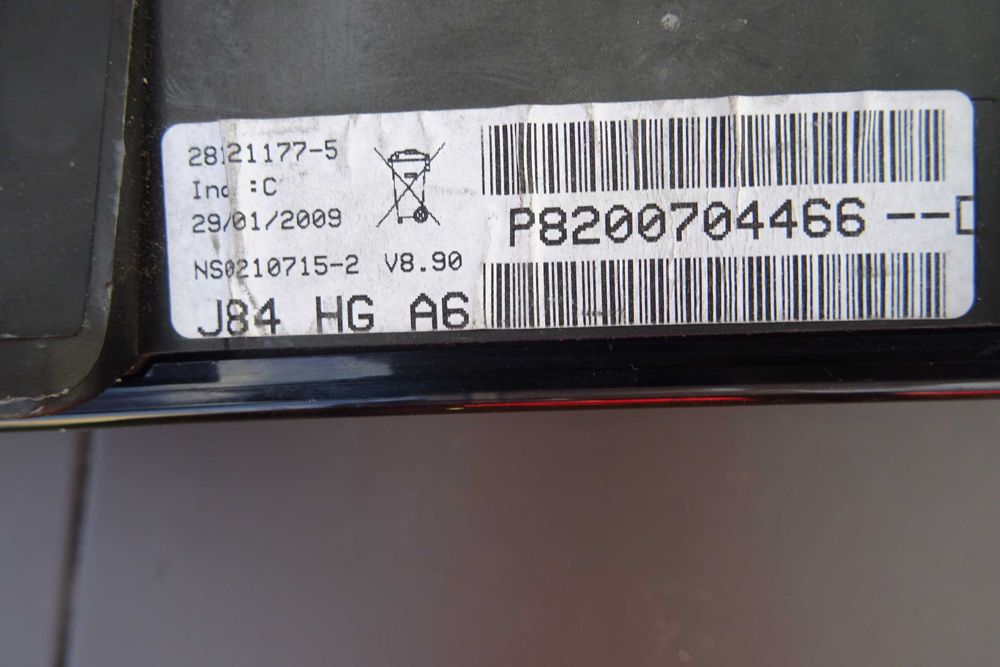 28121177-5
Ind :C
29/01/2009
NS0210715-2 V8.90
J84 HG A6
P8200704466--